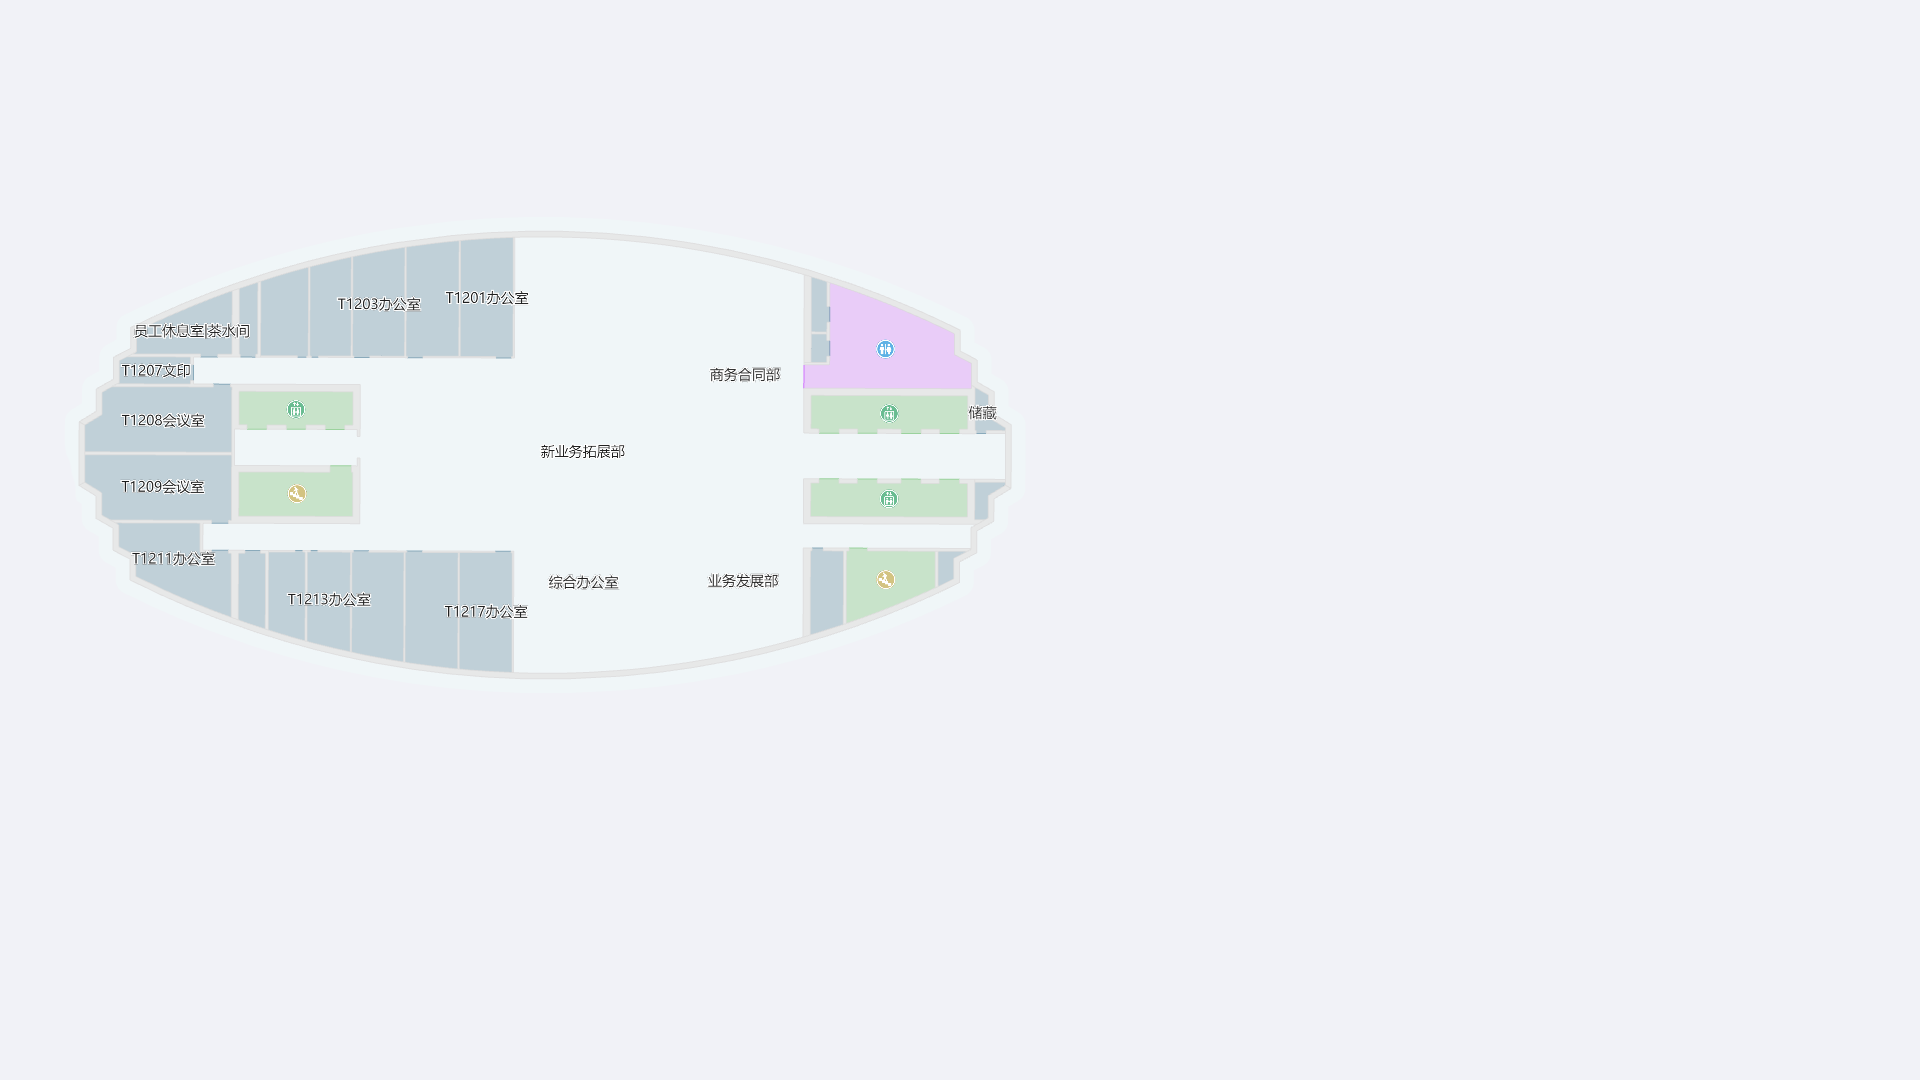 T1201办公室
T1203办公室
员工休息室|茶水间
T1207文印
商务合同部
储藏
T1208会议室
新业务拓展部
T1209会议室
T1211办公室
综合办公室
业务发展部
T1213办公室
T1217办公室